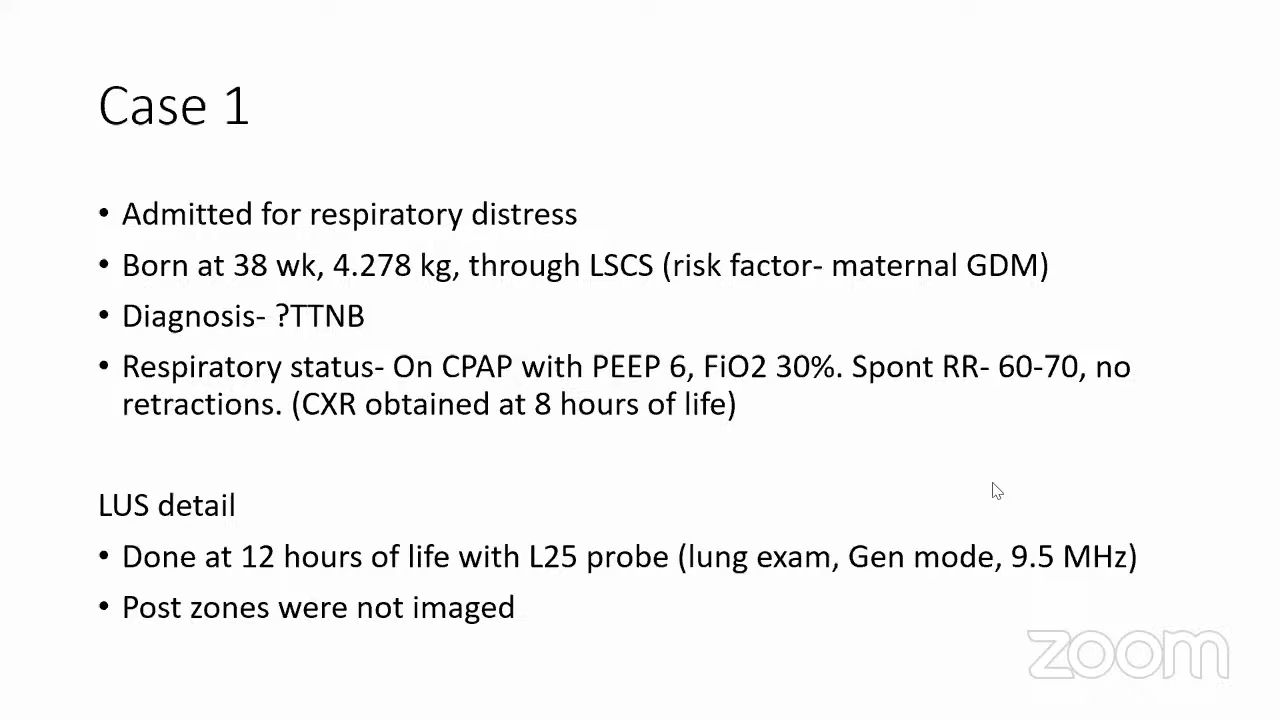 Case 1
• Admitted for respiratory distress
• Born at 38 wk, 4.278 kg, through LSCS (risk factor- maternal GDM)
• Diagnosis- ?TTNB
• Respiratory status- On CPAP with PEEP 6, FiO2 30%. Spont RR- 60-70, no
retractions. (CXR obtained at 8 hours of life)
LUS detail
• Done at 12 hours of life with L25 probe (lung exam, Gen mode, 9.5 MHz)
• Post zones were not imaged
zoom